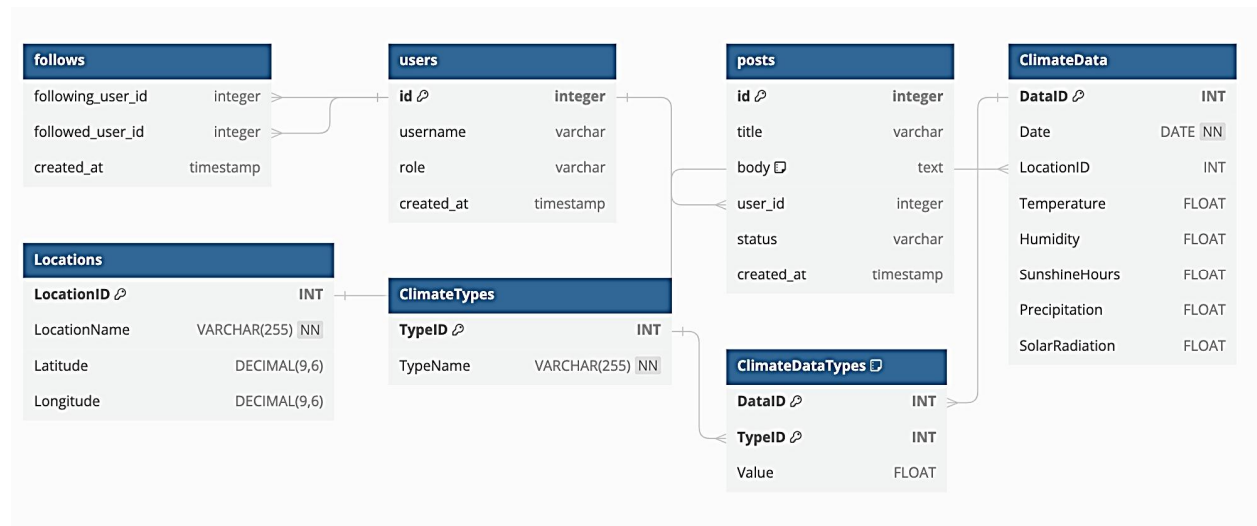 follows
following_user_id integer
followed_user_id integer
created_at timestamp
users
id integer
username varchar
role varchar
created_at timestamp
posts
id integer
title varchar
body text
user_id integer
status varchar
created_at timestamp
ClimateData
DataID INT
Date DATE NN
LocationID INT
Temperature FLOAT
Humidity FLOAT
SunshineHours FLOAT
Precipitation FLOAT
SolarRadiation FLOAT
Locations
LocationID INT
LocationName VARCHAR(255) NN
Latitude DECIMAL(9,6)
Longitude DECIMAL(9,6)
ClimateTypes
TypeID INT
TypeName VARCHAR(255) NN
ClimateDataTypes
DataID INT
TypeID INT
Value FLOAT